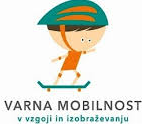 VARNA MOBILNOST
v vzgoji in izobraževanju